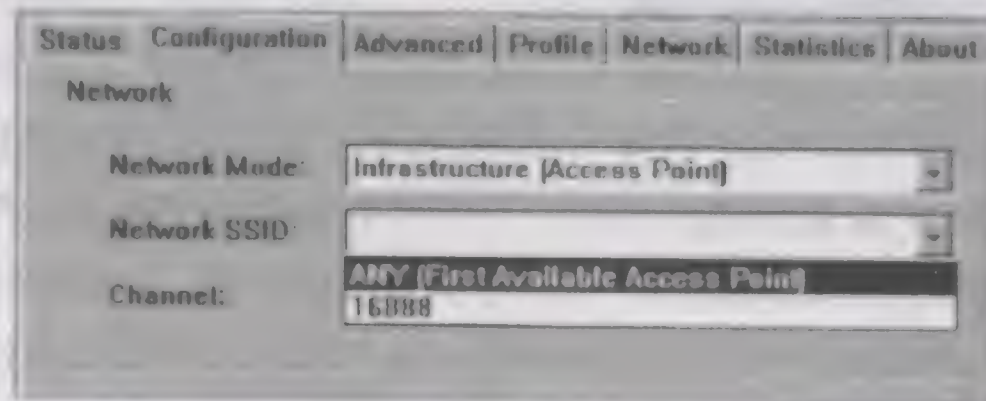 Status Configuration Advanced Profile Network Statistics About
Network
Network Mode: Infrastructure (Access Point)
Network SSID:
ANY (First Available Access Point)
Channel: